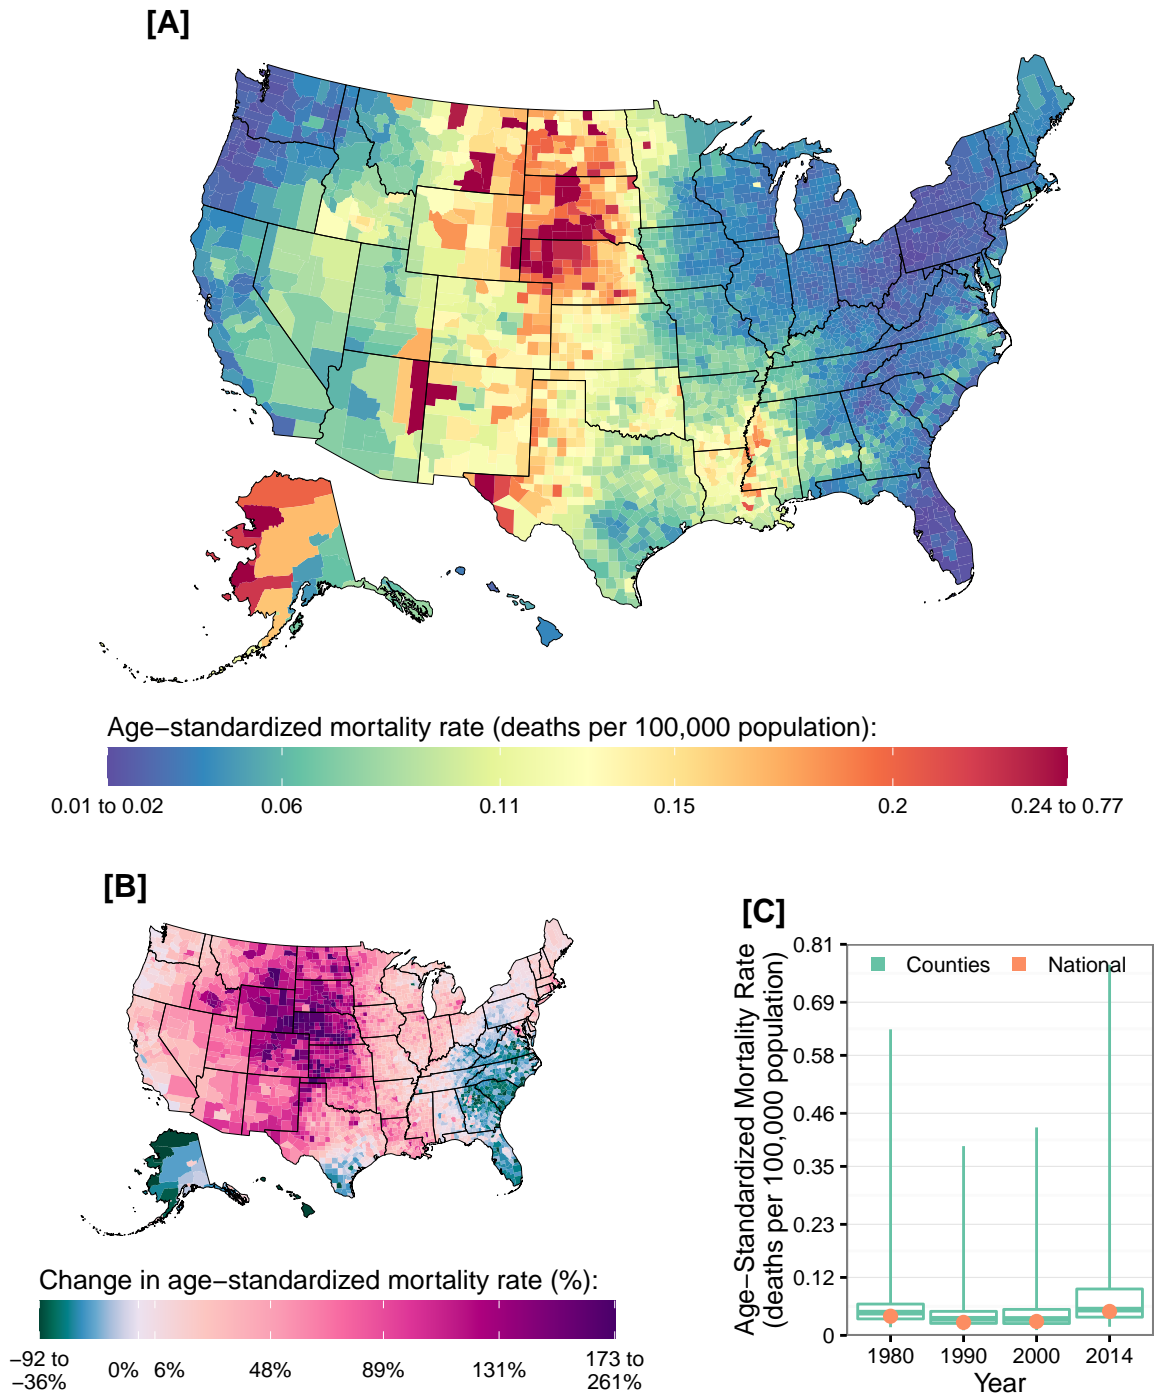 [A]
Age−standardized mortality rate (deaths per 100,000 population):
0.01 to 0.02 0.06 0.11 0.15 0.2 0.24 to 0.77
[B]
Change in age−standardized mortality rate (%):
−92 to −36% 0% 6% 48% 89% 131% 173 to 261%
[C]
Age−Standardized Mortality Rate
(deaths per 100,000 population)
Counties National
0.81
0.69
0.58
0.46
0.35
0.23
0.12
0
1980 1990 2000 2014
Year